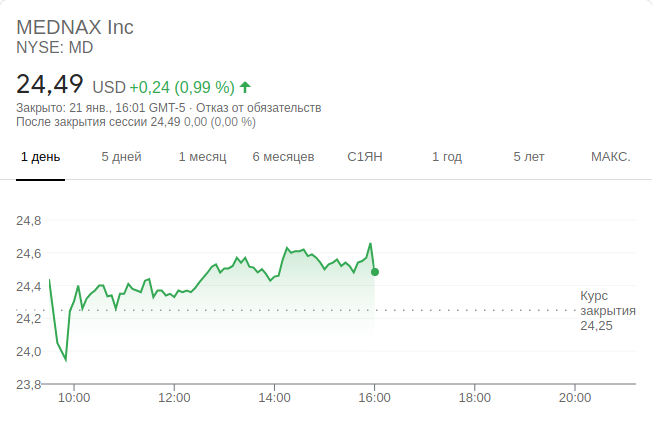 MEDNAX Inc
NYSE: MD
24,49 USD +0,24 (0,99 %)
Закрыто: 21 янв., 16:01 GMT-5 · Отказ от обязательств
После закрытия сессии 24,49 0,00 (0,00 %)
1 день 5 дней 1 месяц 6 месяцев С1ЯН 1 год 5 лет МАКС.
24,8
24,6
24,4
24,2
24,0
23,8
Курс
закрытия
24,25
10:00 12:00 14:00 16:00 18:00 20:00